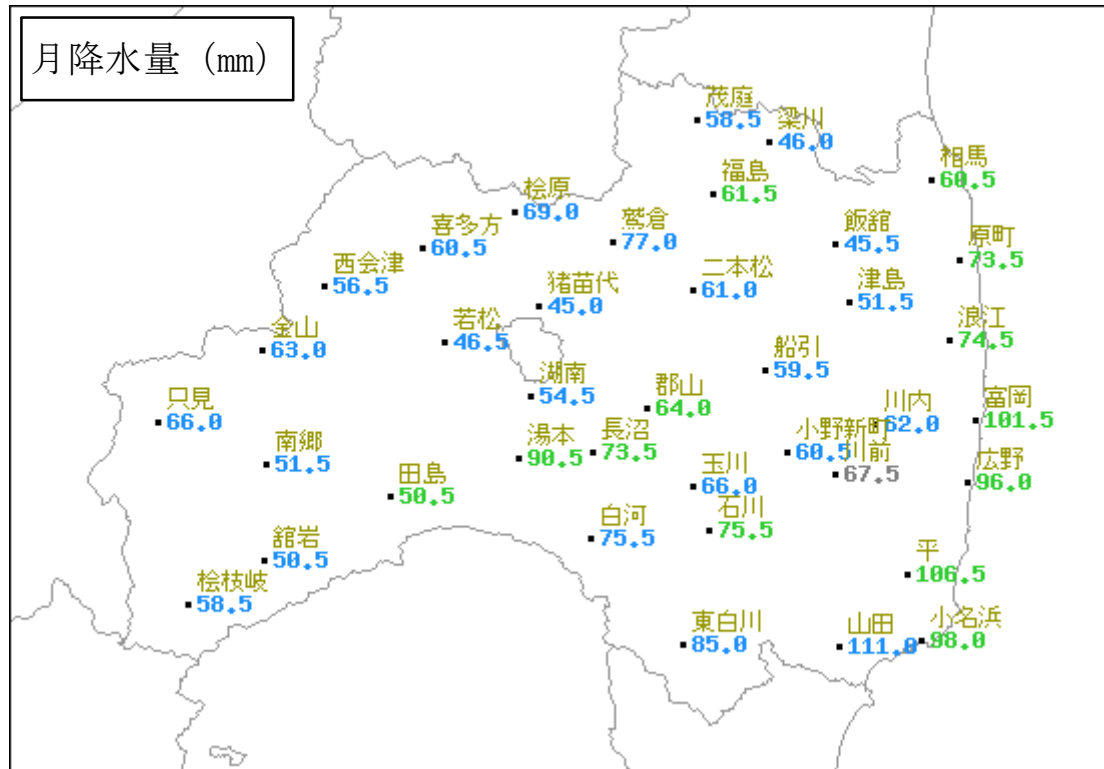 月降水量 (mm)
茂庭
58.5
梁川
46.0
相馬
60.5
福島
61.5
桧原
69.0
鷲倉
77.0
飯舘
45.5
喜多方
60.5
原町
73.5
西会津
56.5
猪苗代
45.0
二本松
61.0
津島
51.5
金山
63.0
若松
46.5
浪江
74.5
船引
59.5
湖南
54.5
郡山
64.0
只見
66.0
川内
62.0
富岡
101.5
南郷
51.5
湯本
90.5
長沼
73.5
小野新町
60.5
川前
67.5
広野
96.0
田島
50.5
玉川
66.0
白河
75.5
石川
75.5
舘岩
50.5
平
106.5
桧枝岐
58.5
東白川
85.0
山田
111.0
小名浜
98.0